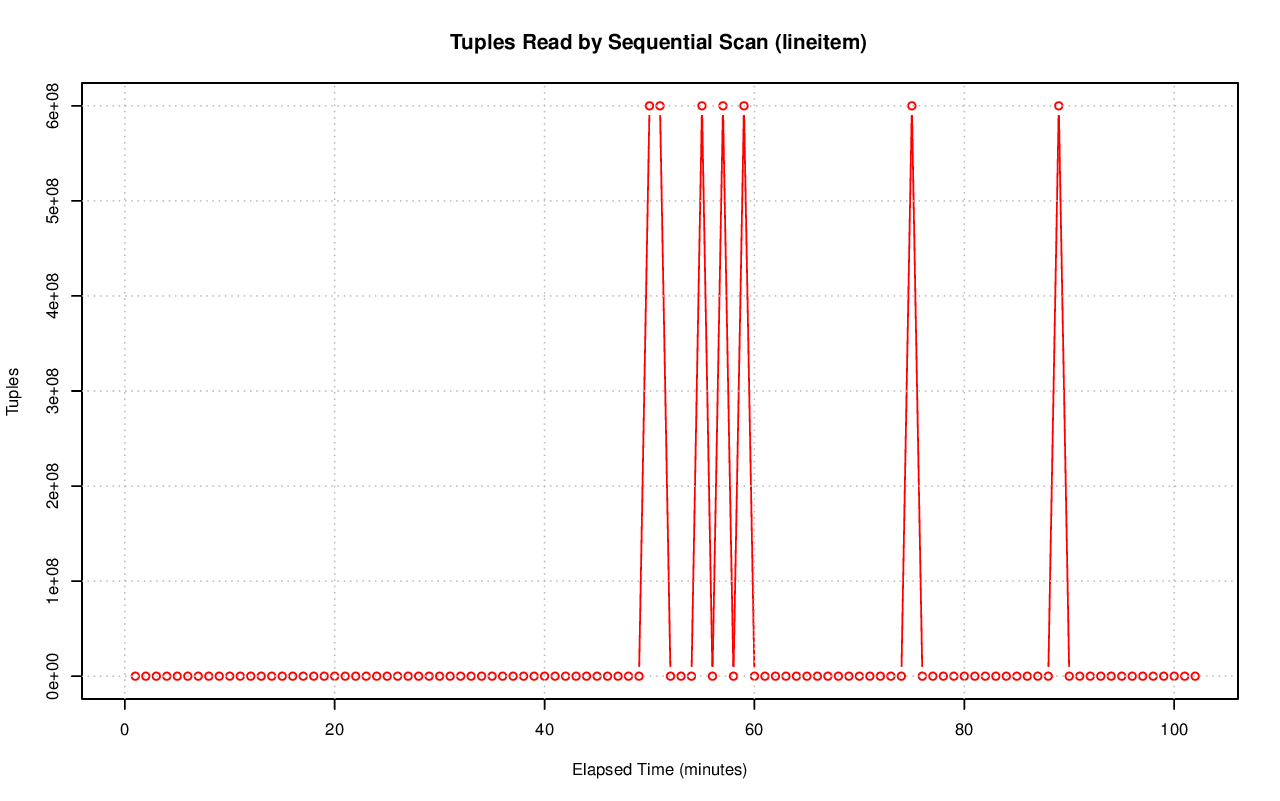 Tuples Read by Sequential Scan (lineitem)
6e+08
5e+08
4e+08
3e+08
2e+08
1e+08
0e+00
Tuples
0 20 40 60 80 100
Elapsed Time (minutes)